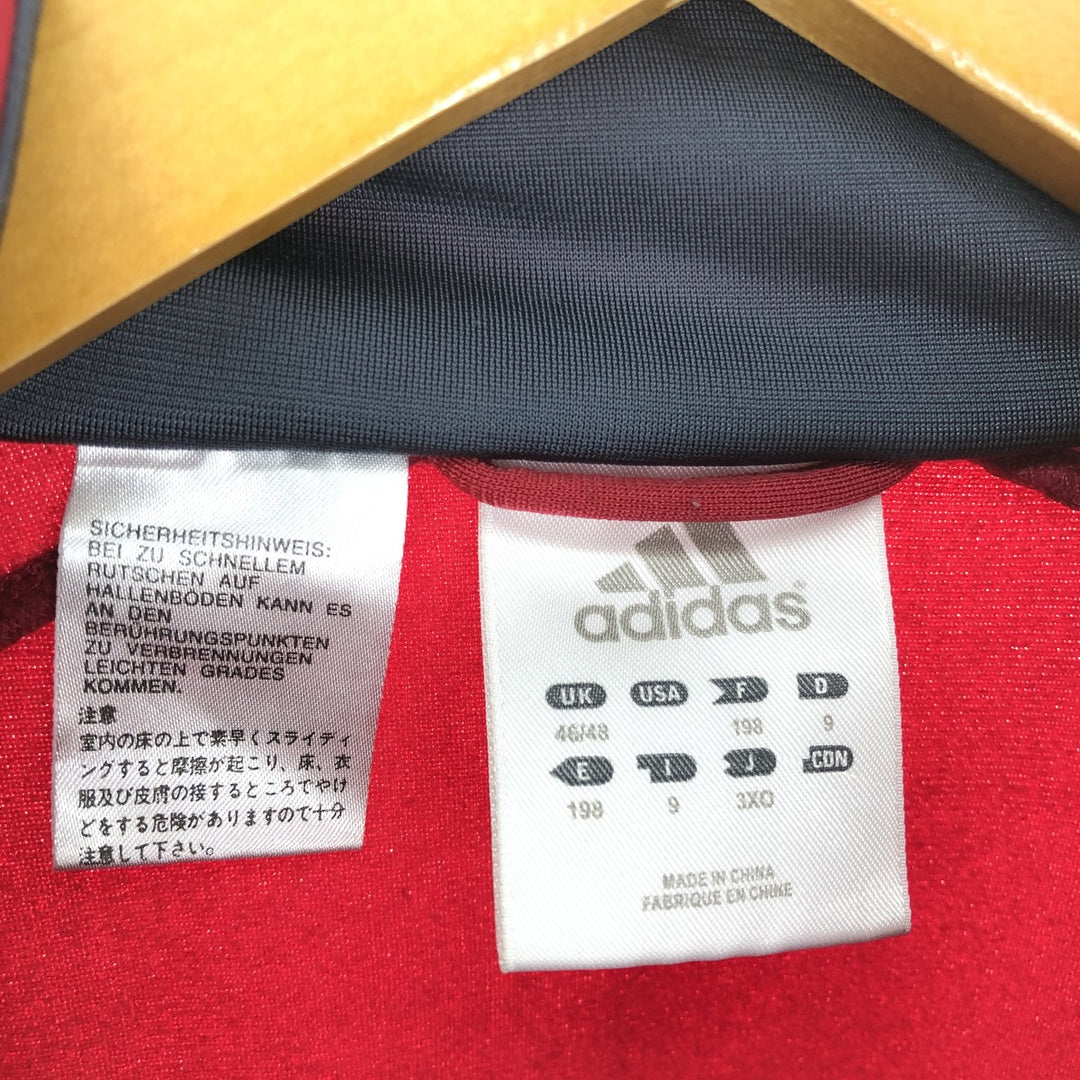 SICHERHEITSHINWEIS:
BEI ZU SCHNELLEM
RUTSCHEN AUF
HALLENBÖDEN KANN ES
AN DEN
BERÜHRUNGSPUNKTEN
ZU VERBRENNUNGEN
LEICHTEN GRADES
KOMMEN.
注意
室内の床の上で素早くスライディ
ングすると摩擦が起こり、床、衣
服及び皮膚の接するところでやけ
どをする危険がありますので十分
注意して下さい。
adidas®
UK USA F D
46/48 198 9
E I J CDN
198 9 3XO
MADE IN CHINA
FABRIQUE EN CHINE